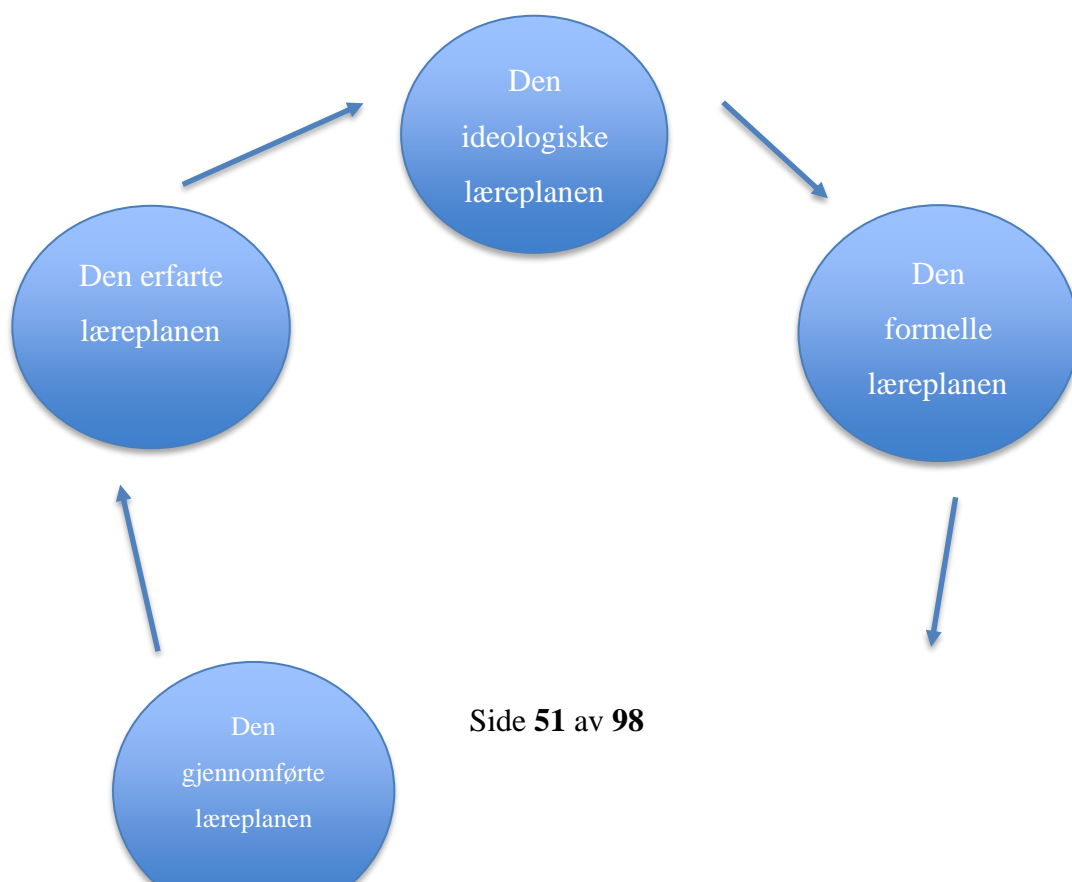 Den
ideologiske
læreplanen
Den erfarte
læreplanen
Den
formelle
læreplanen
Side 51 av 98
Den
gjennomførte
læreplanen